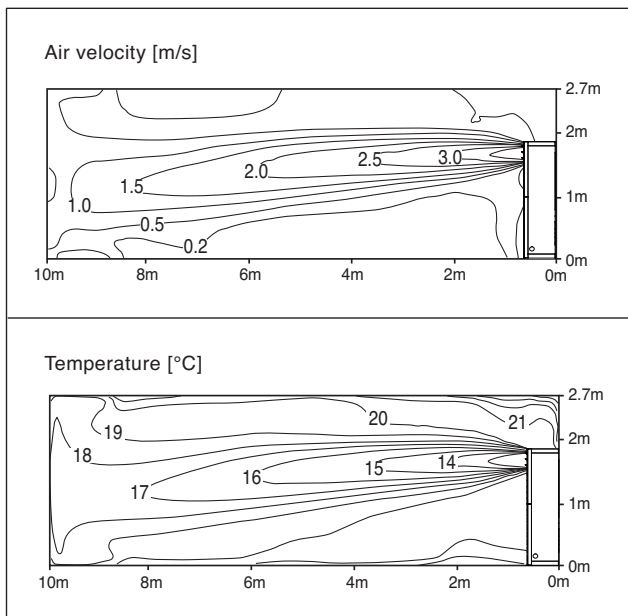 Air velocity [m/s]
2.7m
2m
3.0
2.5
2.0
1.5
1.0
1m
0.5
0.2
0m
10m 8m 6m 4m 2m 0m
Temperature [°C]
2.7m
20
21
19
2m
18
14
15
16
17
1m
0m
10m 8m 6m 4m 2m 0m